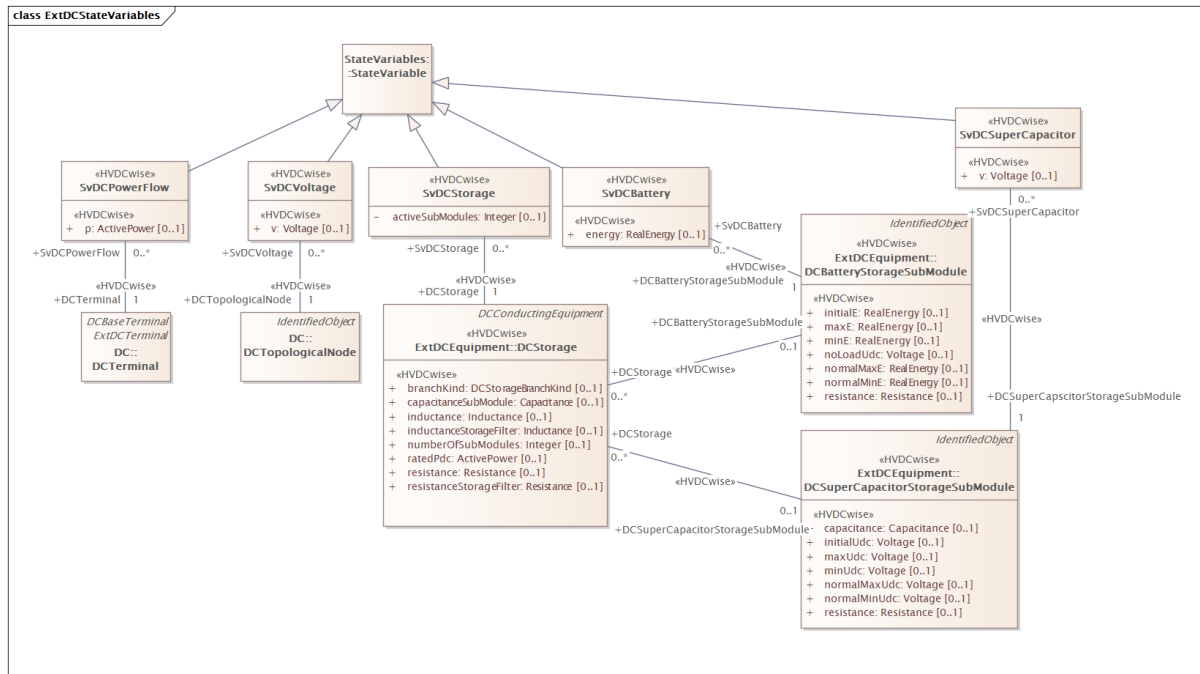 class ExtDCStateVariables
StateVariables:
:StateVariable
«HVDCwise»
SvDCPowerFlow
«HVDCwise»
+ p: ActivePower [0..1]
«HVDCwise»
SvDCVoltage
«HVDCwise»
+ v: Voltage [0..1]
«HVDCwise»
SvDCStorage
- activeSubModules: Integer [0..1]
«HVDCwise»
SvDCBattery
«HVDCwise»
+ energy: RealEnergy [0..1]
«HVDCwise»
SvDCSuperCapacitor
«HVDCwise»
+ v: Voltage [0..1]
+SvDCPowerFlow 0..*
«HVDCwise»
+DCTerminal 1
+SvDCVoltage 0..*
«HVDCwise»
+DCTopologicalNode 1
+SvDCStorage 0..*
«HVDCwise»
+DCStorage 1
+SvDCBattery
0..*
«HVDCwise»
+DCBatteryStorageSubModule
1
0..*
+SvDCSuperCapacitor
«HVDCwise»
+DCSuperCapscitorStorageSubModule
1
DCBaseTerminal
ExtDCTerminal
DC::
DCTerminal
IdentifiedObject
DC::
DCTopologicalNode
DCConductingEquipment
«HVDCwise»
ExtDCEquipment::DCStorage
«HVDCwise»
+ branchKind: DCStorageBranchKind [0..1]
+ capacitanceSubModule: Capacitance [0..1]
+ inductance: Inductance [0..1]
+ inductanceStorageFilter: Inductance [0..1]
+ numberOfSubModules: Integer [0..1]
+ ratedPdc: ActivePower [0..1]
+ resistance: Resistance [0..1]
+ resistanceStorageFilter: Resistance [0..1]
+DCBatteryStorageSubModule
0..1
+DCStorage
«HVDCwise»
0..*
+DCStorage
0..*
«HVDCwise»
0..1
+DCSuperCapacitorStorageSubModule
IdentifiedObject
«HVDCwise»
ExtDCEquipment::
DCBatteryStorageSubModule
«HVDCwise»
+ initialE: RealEnergy [0..1]
+ maxE: RealEnergy [0..1]
+ minE: RealEnergy [0..1]
+ noLoadUdc: Voltage [0..1]
+ normalMaxE: RealEnergy [0..1]
+ normalMinE: RealEnergy [0..1]
+ resistance: Resistance [0..1]
IdentifiedObject
«HVDCwise»
ExtDCEquipment::
DCSuperCapacitorStorageSubModule
«HVDCwise»
capacitance: Capacitance [0..1]
+ initialUdc: Voltage [0..1]
+ maxUdc: Voltage [0..1]
+ minUdc: Voltage [0..1]
+ normalMaxUdc: Voltage [0..1]
+ normalMinUdc: Voltage [0..1]
+ resistance: Resistance [0..1]